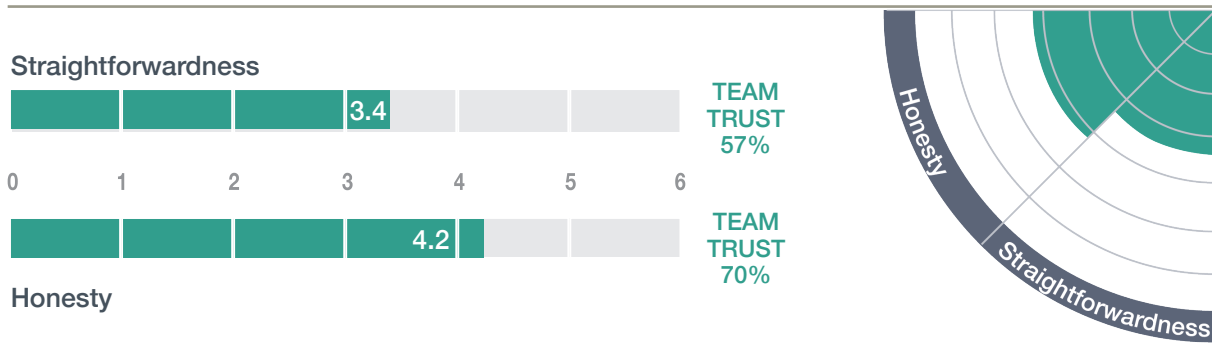 Straightforwardness
3.4
TEAM
TRUST
57%
0 1 2 3 4 5 6
4.2
TEAM
TRUST
70%
Honesty
Honesty
Straightforwardness